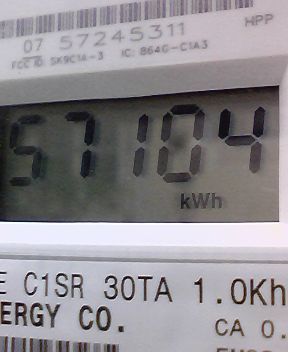 HPP
07 57245311
FCC ID: SK9C1A-3 IC: 864G-C1A3
57104
kWh
E C1SR 30TA 1.0Kh
ERGY CO.
CA 0.